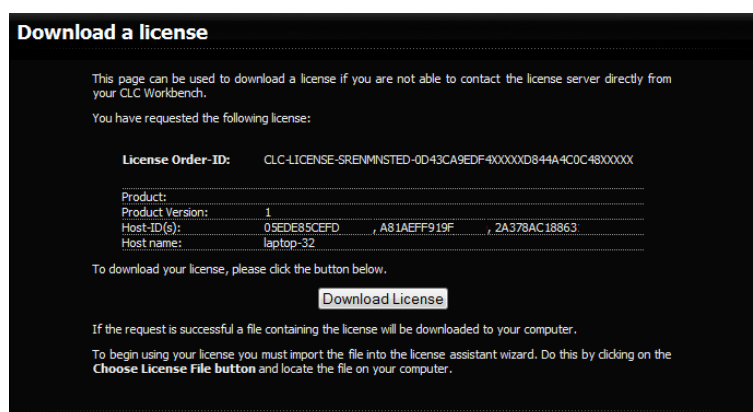 Download a license
This page can be used to download a license if you are not able to contact the license server directly from
your CLC Workbench.
You have requested the following license:
License Order-ID: CLC-LICENSE-SRENMNSTED-0D43CA9EDF4XXXXXD844A4C0C48XXXXX
Product:
Product Version: 1
Host-ID(s): 05EDE85CEFD , A81AEFF919F , 2A378AC18863
Host name: laptop-32
To download your license, please click the button below.
Download License
If the request is successful a file containing the license will be downloaded to your computer.
To begin using your license you must import the file into the license assistant wizard. Do this by clicking on the
Choose License File button and locate the file on your computer.